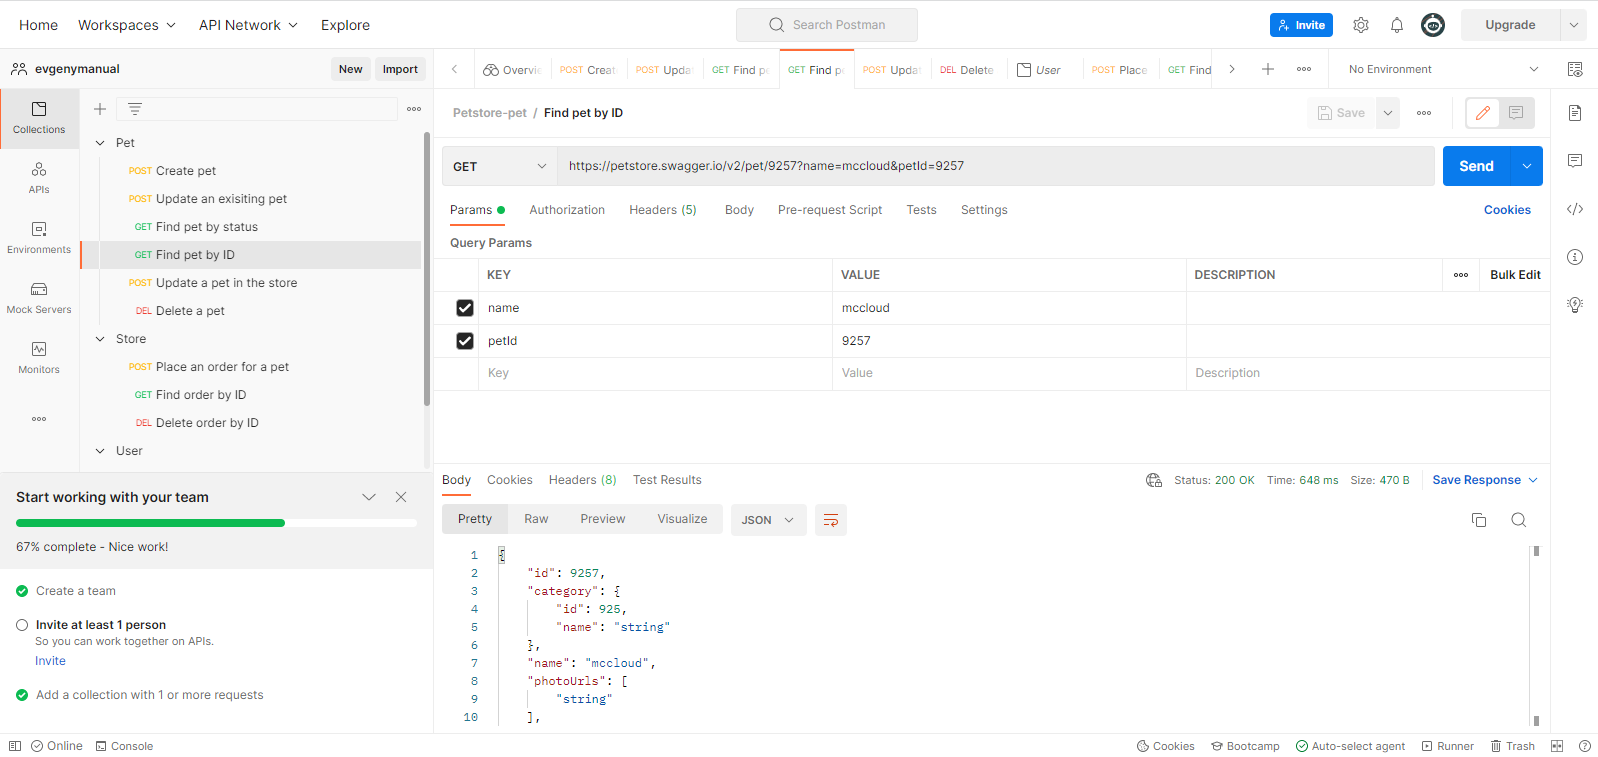 Home Workspaces API Network Explore Search Postman Invite Upgrade
evgenymanual New Import
Overvi POST Creat POST Updat GET Find p GET Find pe POST Updat DEL Delete User POST Place GET Find No Environment
Collections
APIs
Environments
Mock Servers
Monitors
Pet
POST Create pet
POST Update an exisiting pet
GET Find pet by status
GET Find pet by ID
POST Update a pet in the store
DEL Delete a pet
Store
POST Place an order for a pet
GET Find order by ID
DEL Delete order by ID
User
Start working with your team
67% complete - Nice work!
Create a team
Invite at least 1 person
So you can work together on APIs.
Invite
Add a collection with 1 or more requests
Petstore-pet / Find pet by ID Save
GET https://petstore.swagger.io/v2/pet/9257?name=mccloud&petId=9257 Send
Params Authorization Headers (5) Body Pre-request Script Tests Settings Cookies
Query Params
KEY VALUE DESCRIPTION Bulk Edit
name mccloud
petId 9257
Key Value Description
Body Cookies Headers (8) Test Results Status: 200 OK Time: 648 ms Size: 470 B Save Response
Pretty Raw Preview Visualize JSON
1 {
2 "id": 9257,
3 "category": {
4 "id": 925,
5 "name": "string"
6 },
7 "name": "mccloud",
8 "photoUrls": [
9 "string"
10 ],
Online Console Cookies Bootcamp Auto-select agent Runner Trash